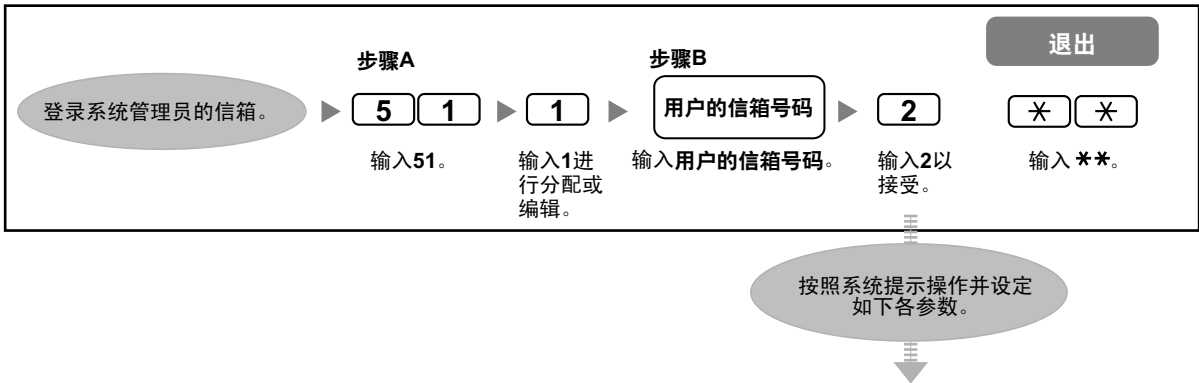 步骤A
步骤B
退出
登录系统管理员的信箱。
5 1
1
用户的信箱号码
2
输入51。
输入1进
行分配或
编辑。
输入用户的信箱号码。
输入2以
接受。
输入 **。
按照系统提示操作并设定
如下各参数。